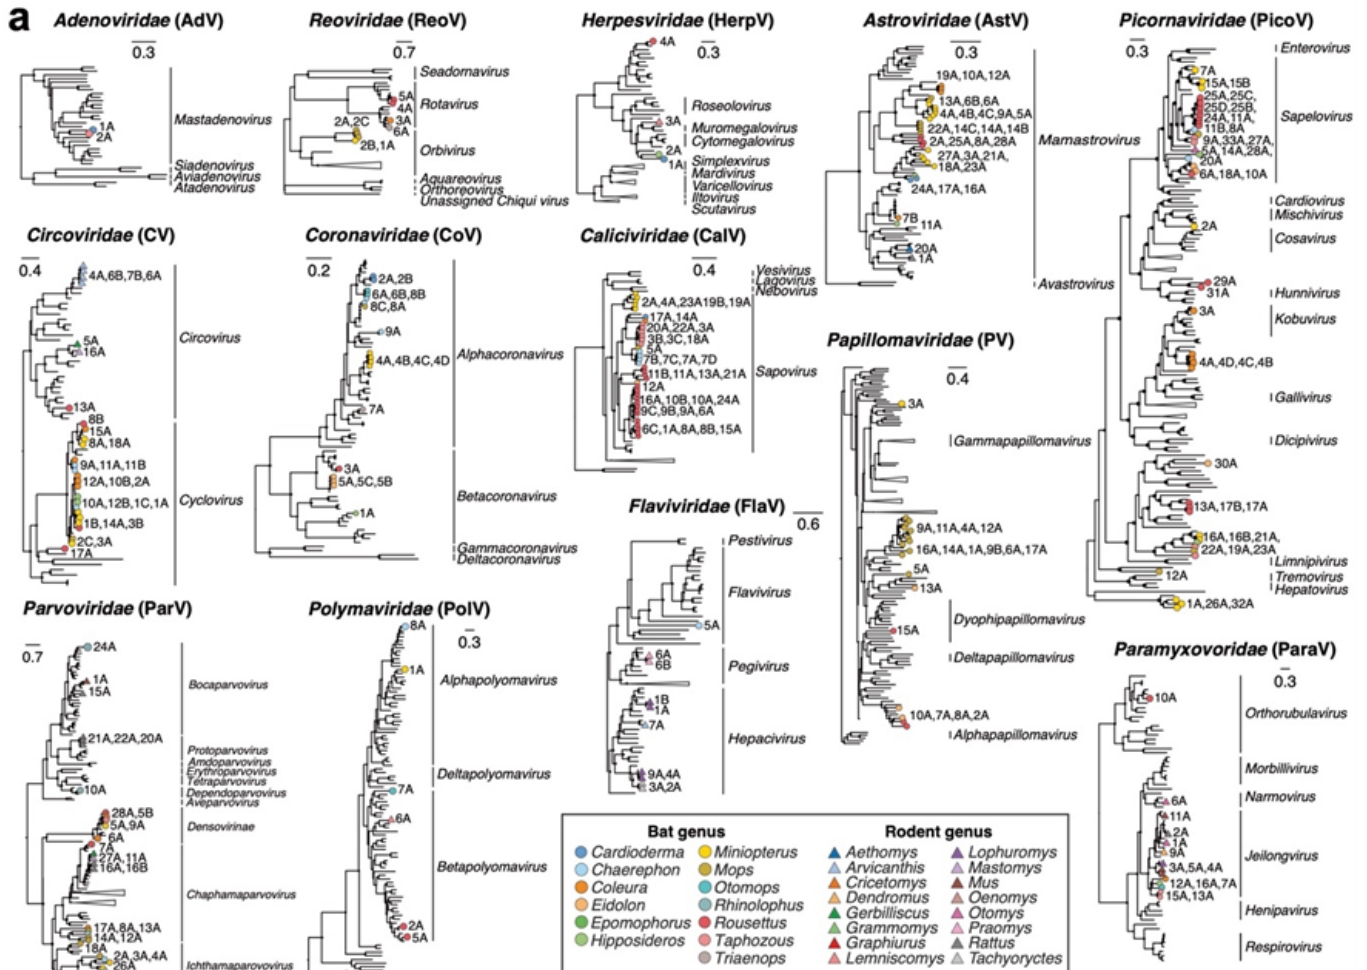 a
Adenoviridae (AdV)
0.3
1A
2A
Mastadenovirus
Siadenovirus
Aviadenovirus
Atadenovirus
Reoviridae (ReoV)
0.7
Seadornavirus
5A
Rotavirus
4A
2A,2C
3A
6A
2B,1A
Orbivirus
Aquareovirus
Orthoreovirus
Unassigned Chiqui virus
Herpesviridae (HerpV)
4A
0.3
Roseolovirus
3A
Muromegalovirus
Cytomegalovirus
2A
1A
Simplexvirus
Mardivirus
Varicellovirus
Iltovirus
Scutavirus
Astroviridae (AstV)
0.3
19A,10A,12A
13A,6B,6A
4A,4B,4C,9A,5A
22A,14C,14A,14B
2A,25A,8A,28A
27A,3A,21A,
18A,23A
24A,17A,16A
7B
11A
20A
1A
Mamastrovirus
Avastrovirus
Picornaviridae (PicoV)
0.3
Enterovirus
7A
15A,15B
25A,25C,
25D,25B,
24A,11A,
11B,8A
9A,33A,27A,
5A,14A,28A,
20A
6A,18A,10A
Sapelovirus
Cardiovirus
Mischivirus
2A
Cosavirus
29A
31A
Hunnivirus
3A
Kobuvirus
4A,4D,4C,4B
Gallivirus
Dicipivirus
30A
13A,17B,17A
16A,16B,21A,
22A,19A,23A
Limnipivirus
12A
Tremovirus
Hepatovirus
1A,26A,32A
Circoviridae (CV)
0.4
4A,6B,7B,6A
Circovirus
5A
16A
13A
8B
15A
8A,18A
9A,11A,11B
12A,10B,2A
10A,12B,1C,1A
Cyclovirus
1B,14A,3B
2C,3A
17A
Coronaviridae (CoV)
0.2
2A,2B
6A,6B,8B
8C,8A
9A
4A,4B,4C,4D
Alphacoronavirus
7A
3A
5A,5C,5B
Betacoronavirus
1A
Gammacoronavirus
Deltacoronavirus
Caliciviridae (CalV)
0.4
Vesivirus
Lagovirus
Nebovirus
2A,4A,23A19B,19A
17A,14A
20A,22A,3A
3B,3C,18A
5A
7B,7C,7A,7D
11B,11A,13A,21A
12A
16A,10B,10A,24A
9C,9B,9A,6A
6C,1A,8A,8B,15A
Sapovirus
Papillomaviridae (PV)
0.4
3A
Gammapapillomavirus
9A,11A,4A,12A
16A,14A,1A,9B,6A,17A
5A
13A
Dyophipapillomavirus
15A
Deltapapillomavirus
10A,7A,8A,2A
Alphapapillomavirus
Flaviviridae (FlaV)
0.6
Pestivirus
Flavivirus
5A
6A
6B
Pegivirus
1B
1A
7A
Hepacivirus
9A,4A
3A,2A
Parvoviridae (ParV)
0.7
24A
1A
15A
Bocaparvovirus
21A,22A,20A
Protoparvovirus
Amdoparvovirus
Erythroparvovirus
Tetraparvovirus
10A
Dependoparvovirus
Aveparvovirus
28A,5B
5A,9A
Densovirinae
6A
7A
27A,11A
16A,16B
Chaphamaparvovirus
17A,8A,13A
14A,12A
18A
2A,3A,4A
26A
Ichthamaparvovirus
Polymaviridae (PolV)
0.3
8A
1A
Alphapolyomavirus
Deltapolyomavirus
7A
6A
Betapolyomavirus
2A
5A
Paramyxovoridae (ParaV)
0.3
10A
Orthorubulavirus
Morbillivirus
Narmovirus
6A
11A
2A
1A
9A
Jeilongvirus
3A,5A,4A
12A,16A,7A
15A,13A
Henipavirus
Respirovirus
Bat genus
Cardioderma
Chaerephon
Coleura
Eidolon
Epomophorus
Hipposideros
Miniopterus
Mops
Otomops
Rhinolophus
Rousettus
Taphozous
Triaenops
Rodent genus
Aethomys
Arvicanthis
Cricetomys
Dendromus
Gerbilliscus
Grammomys
Graphiurus
Lemniscomys
Lophuromys
Mastomys
Mus
Oenomys
Otomys
Praomys
Rattus
Tachyoryctes